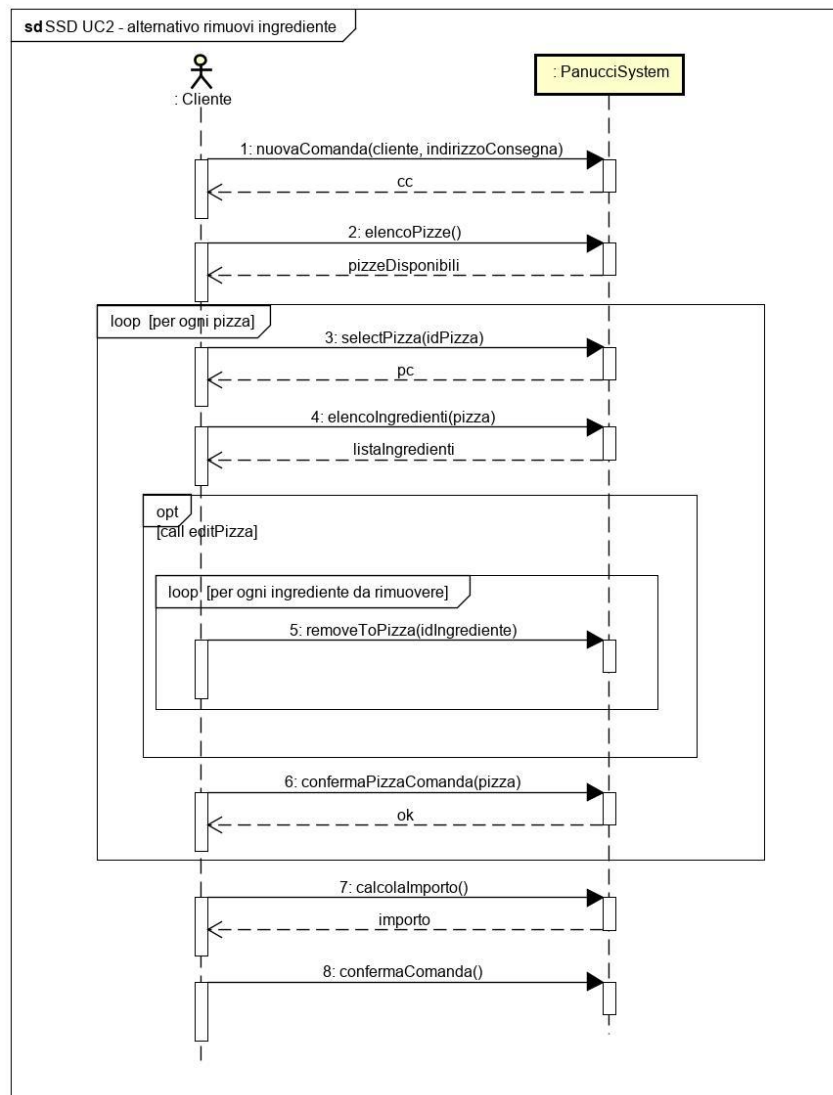 sd SSD UC2 - alternativo rimuovi ingrediente
: Cliente
: PanucciSystem
1: nuovaComanda(cliente, indirizzoConsegna)
cc
2: elencoPizze()
pizzeDisponibili
loop [per ogni pizza]
3: selectPizza(idPizza)
pc
4: elencoIngredienti(pizza)
listaIngredienti
opt
[call editPizza]
loop [per ogni ingrediente da rimuovere]
5: removeToPizza(idIngrediente)
6: confermaPizzaComanda(pizza)
ok
7: calcolaImporto()
importo
8: confermaComanda()